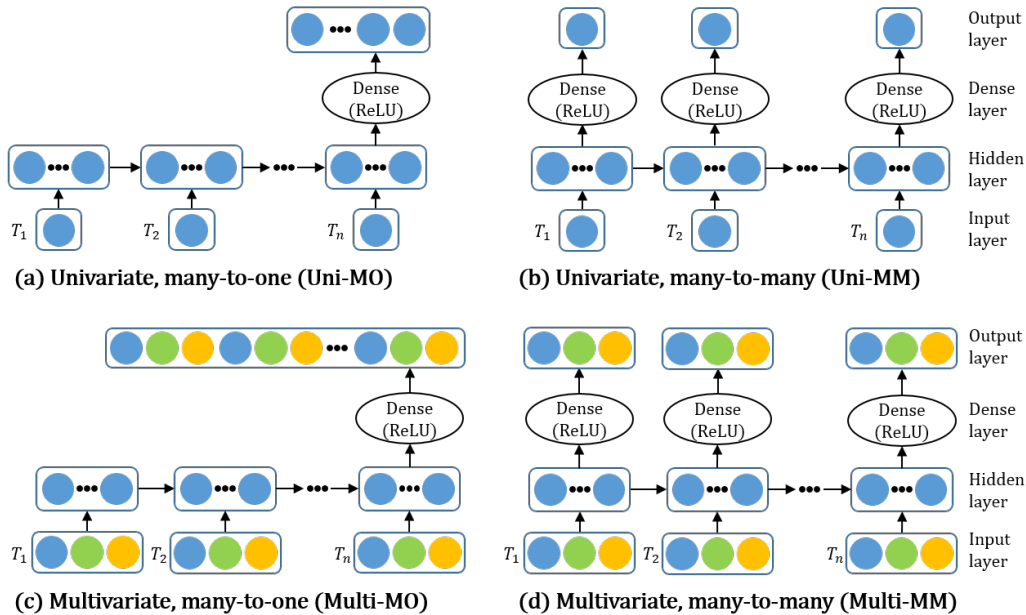 Output
layer
Dense
(ReLU)
Dense
(ReLU)
Dense
(ReLU)
Dense
(ReLU)
Dense
layer
Hidden
layer
T1
T2
Tn
T1
T2
Tn
Input
layer
(a) Univariate, many-to-one (Uni-MO)
(b) Univariate, many-to-many (Uni-MM)
Output
layer
Dense
(ReLU)
Dense
(ReLU)
Dense
(ReLU)
Dense
(ReLU)
Dense
layer
Hidden
layer
T1
T2
Tn
T1
T2
Tn
Input
layer
(c) Multivariate, many-to-one (Multi-MO)
(d) Multivariate, many-to-many (Multi-MM)